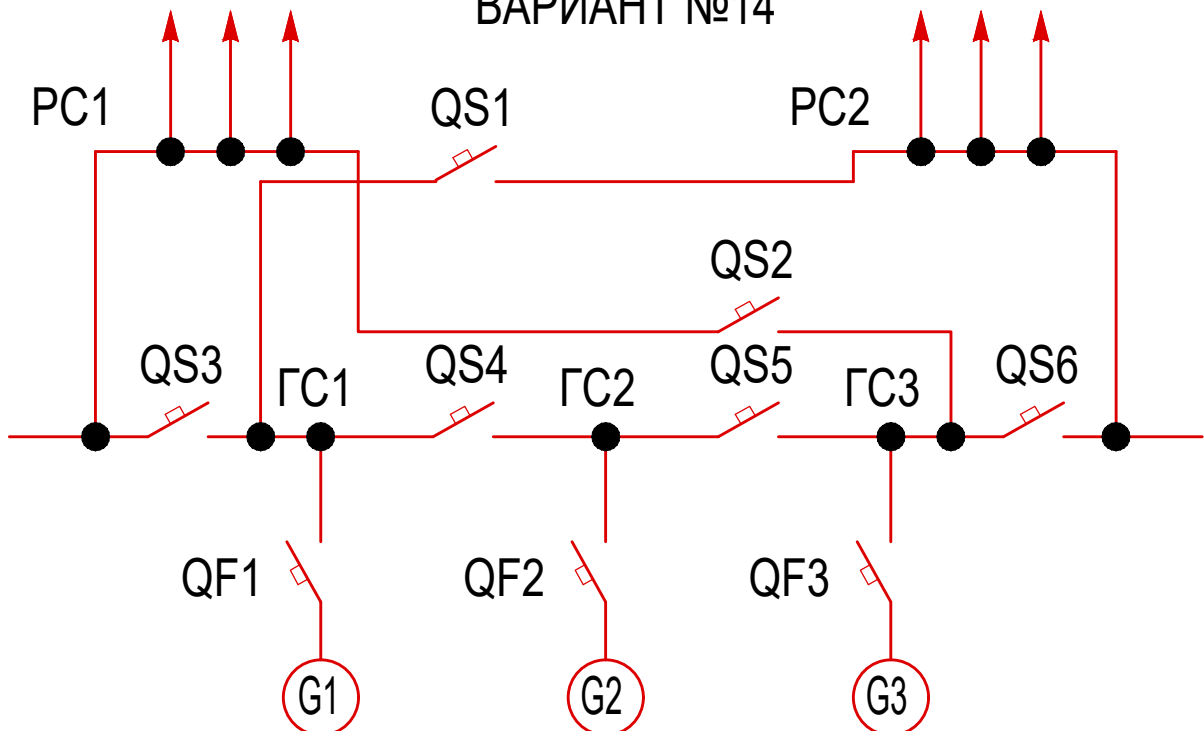 ВАРИАНТ №14
РС1
QS1
РС2
QS2
QS3
ГС1
QS4
ГС2
QS5
ГС3
QS6
QF1
QF2
QF3
G1
G2
G3